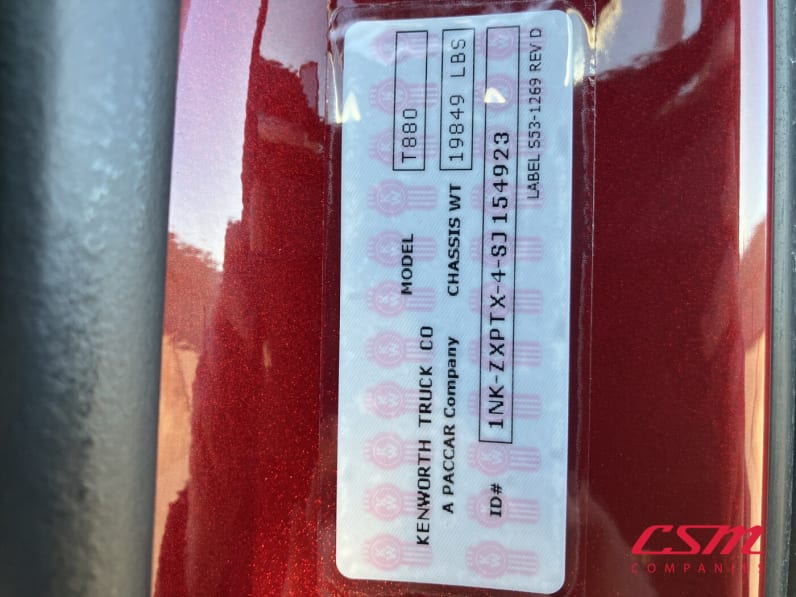 KENWORTH TRUCK CO MODEL T880
A PACCAR Company CHASSIS WT 19849 LBS
ID# 1NK-ZXPTX-4-SJ154923
LABEL S53-1269 REV D
CSM
COMPANIES